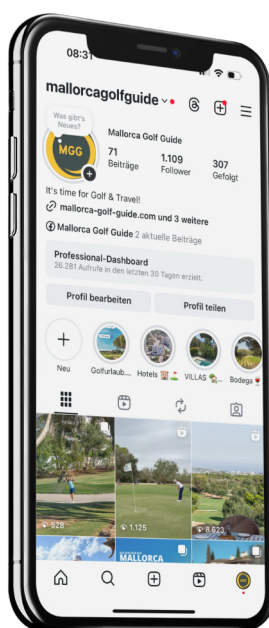 08:31
mallorcagolfguide
Was gibt's
Neues?
MGG
Mallorca Golf Guide
71
Beiträge
1.109
Follower
307
Gefolgt
It's time for Golf & Travel!
mallorca-golf-guide.com und 3 weitere
Mallorca Golf Guide 2 aktuelle Beiträge
Professional-Dashboard
26.281 Aufrufe in den letzten 30 Tagen erzielt.
Profil bearbeiten
Profil teilen
Neu
Golfurlaub...
Hotels
VILLAS
Bodega
528
1.125
8.623
MALLORCA